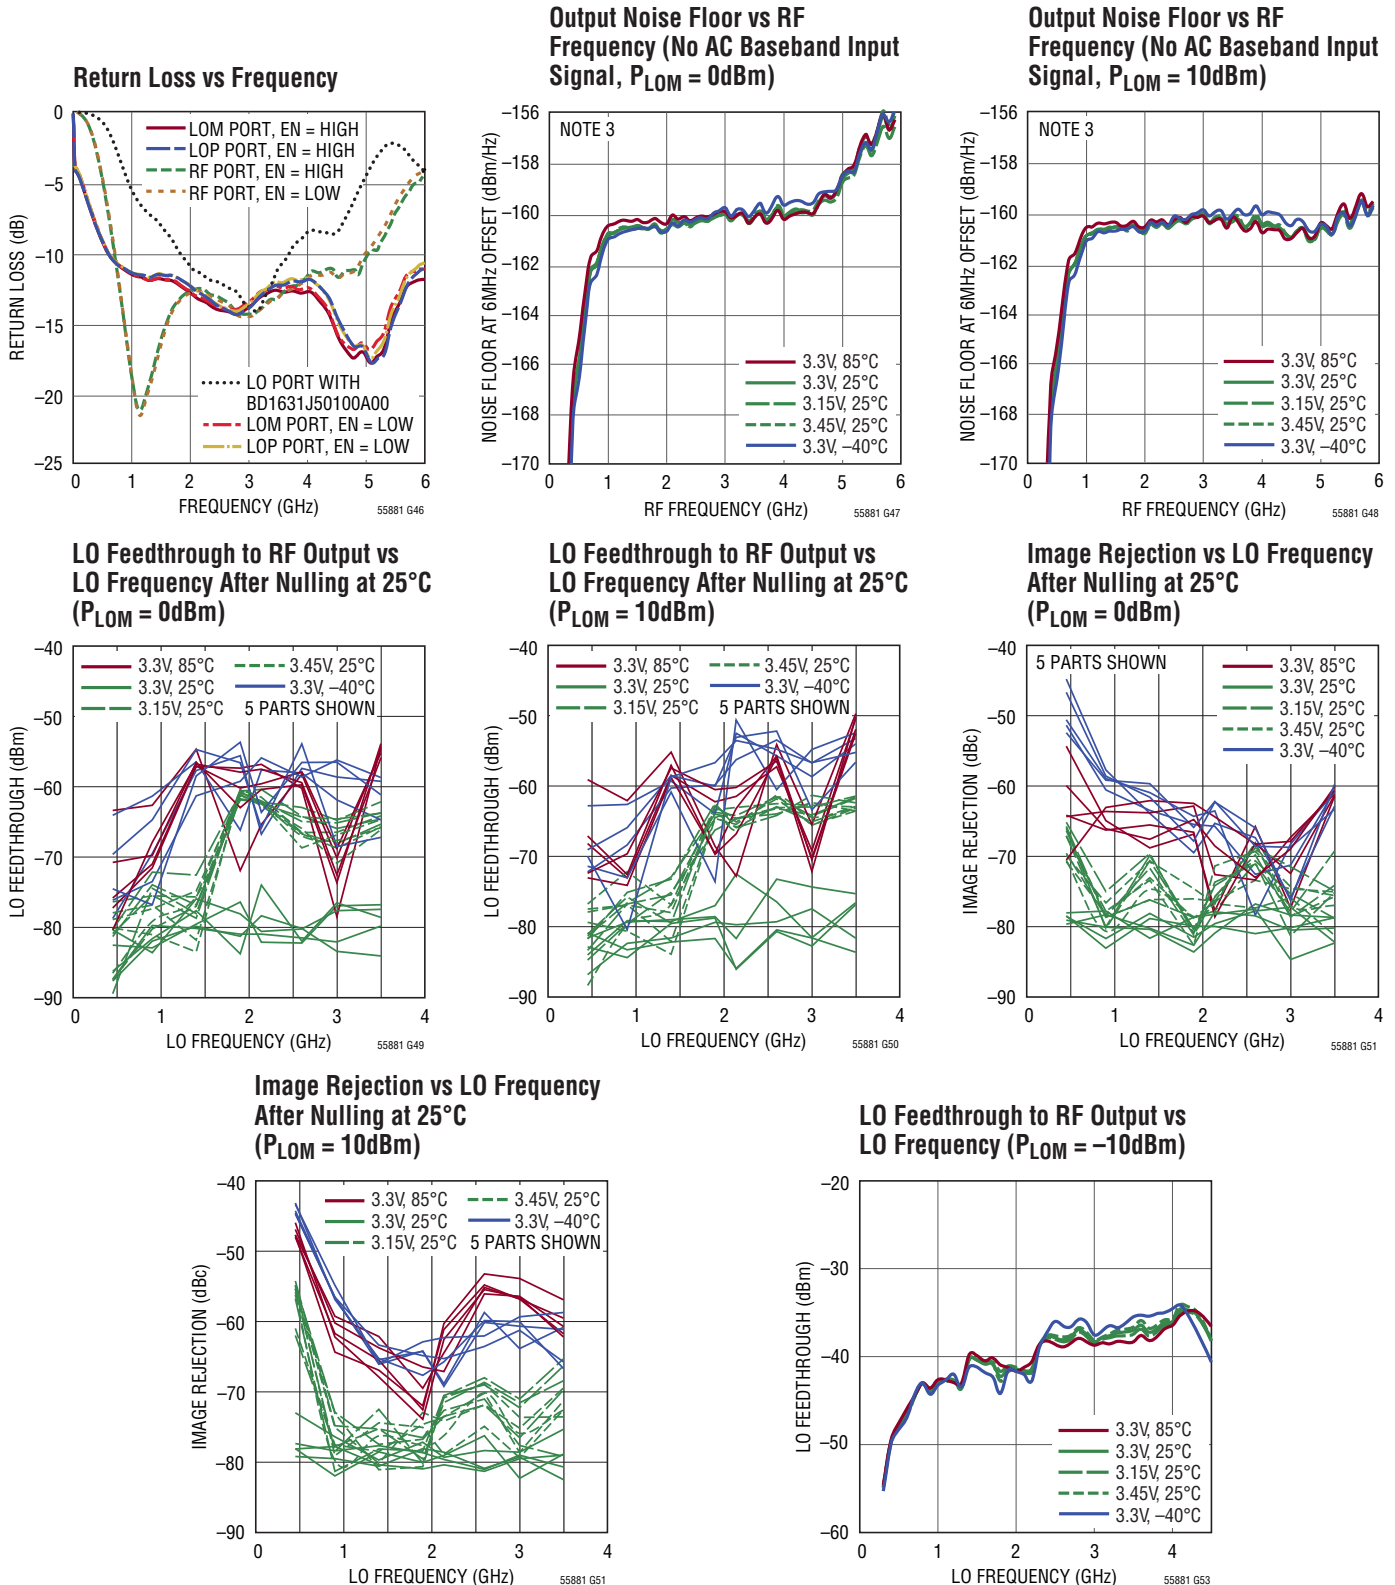 Return Loss vs Frequency
0
–5
–10
–15
–20
–25
RETURN LOSS (dB)
LOM PORT, EN = HIGH
LOP PORT, EN = HIGH
RF PORT, EN = HIGH
RF PORT, EN = LOW
LO PORT WITH
BD1631J50100A00
LOM PORT, EN = LOW
LOP PORT, EN = LOW
0 1 2 3 4 5 6
FREQUENCY (GHz)
55881 G46
Output Noise Floor vs RF
Frequency (No AC Baseband Input
Signal, PLOM = 0dBm)
–156
–158
–160
–162
–164
–166
–168
–170
NOISE FLOOR AT 6MHz OFFSET (dBm/Hz)
NOTE 3
3.3V, 85°C
3.3V, 25°C
3.15V, 25°C
3.45V, 25°C
3.3V, –40°C
0 1 2 3 4 5 6
RF FREQUENCY (GHz)
55881 G47
Output Noise Floor vs RF
Frequency (No AC Baseband Input
Signal, PLOM = 10dBm)
–156
–158
–160
–162
–164
–166
–168
–170
NOISE FLOOR AT 6MHz OFFSET (dBm/Hz)
NOTE 3
3.3V, 85°C
3.3V, 25°C
3.15V, 25°C
3.45V, 25°C
3.3V, –40°C
0 1 2 3 4 5 6
RF FREQUENCY (GHz)
55881 G48
LO Feedthrough to RF Output vs
LO Frequency After Nulling at 25°C
(PLOM = 0dBm)
–40
–50
–60
–70
–80
–90
LO FEEDTHROUGH (dBm)
3.3V, 85°C
3.3V, 25°C
3.15V, 25°C
3.45V, 25°C
3.3V, –40°C
5 PARTS SHOWN
0 1 2 3 4
LO FREQUENCY (GHz)
55881 G49
LO Feedthrough to RF Output vs
LO Frequency After Nulling at 25°C
(PLOM = 10dBm)
–40
–50
–60
–70
–80
–90
LO FEEDTHROUGH (dBm)
3.3V, 85°C
3.3V, 25°C
3.15V, 25°C
3.45V, 25°C
3.3V, –40°C
5 PARTS SHOWN
0 1 2 3 4
LO FREQUENCY (GHz)
55881 G50
Image Rejection vs LO Frequency
After Nulling at 25°C
(PLOM = 0dBm)
–40
–50
–60
–70
–80
–90
IMAGE REJECTION (dBc)
5 PARTS SHOWN
3.3V, 85°C
3.3V, 25°C
3.15V, 25°C
3.45V, 25°C
3.3V, –40°C
0 1 2 3 4
LO FREQUENCY (GHz)
55881 G51
Image Rejection vs LO Frequency
After Nulling at 25°C
(PLOM = 10dBm)
–40
–50
–60
–70
–80
–90
IMAGE REJECTION (dBc)
3.3V, 85°C
3.3V, 25°C
3.15V, 25°C
3.45V, 25°C
3.3V, –40°C
5 PARTS SHOWN
0 1 2 3 4
LO FREQUENCY (GHz)
55881 G51
LO Feedthrough to RF Output vs
LO Frequency (PLOM = –10dBm)
–20
–30
–40
–50
–60
LO FEEDTHROUGH (dBm)
3.3V, 85°C
3.3V, 25°C
3.15V, 25°C
3.45V, 25°C
3.3V, –40°C
0 1 2 3 4
LO FREQUENCY (GHz)
55881 G53